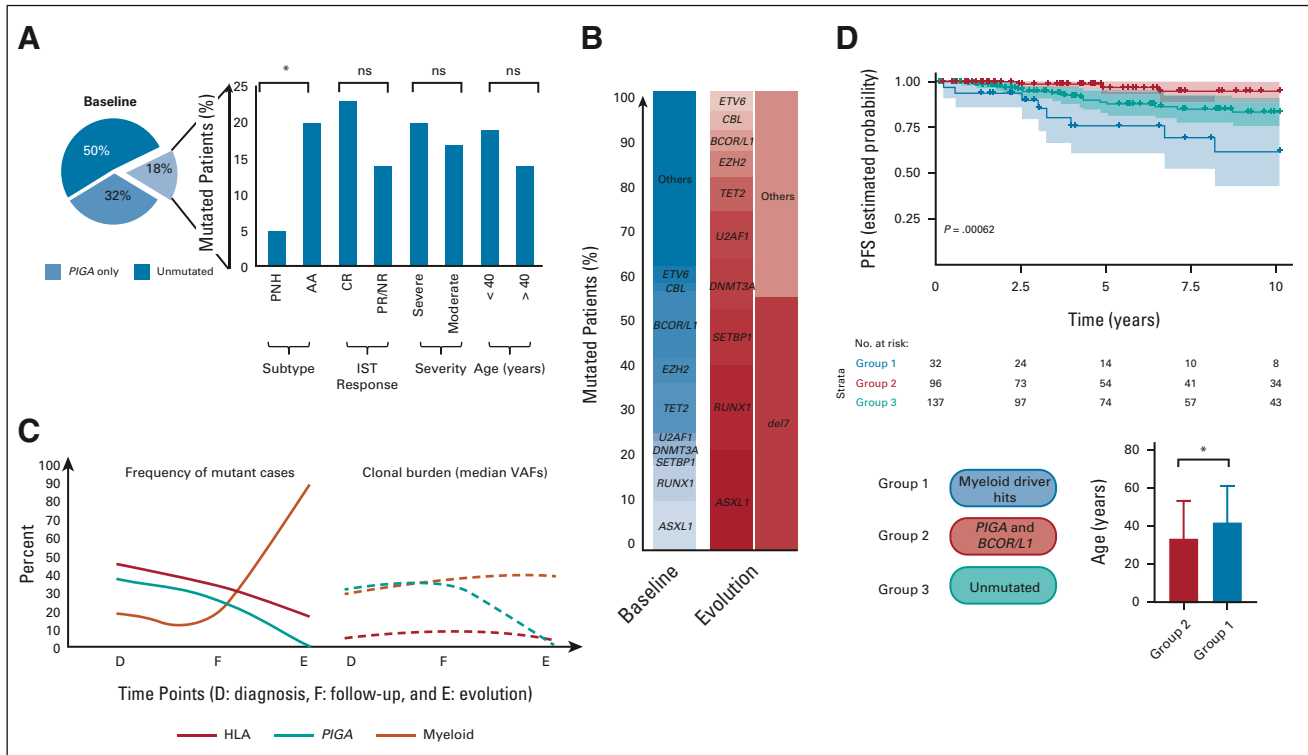 A
Baseline
50%
18%
32%
PIGA only
Unmutated
Mutated Patients (%)
25
20
15
10
5
0
*
ns
ns
ns
PNH
AA
CR
PR/NR
Severe
Moderate
< 40
> 40
Subtype
IST
Response
Severity
Age (years)
B
Mutated Patients (%)
100
90
80
70
60
50
40
30
20
10
0
Others
ETV6
CBL
BCOR/L1
EZH2
TET2
U2AF1
DNMT3A
SETBP1
RUNX1
ASXL1
ETV6
CBL
BCOR/L1
EZH2
TET2
U2AF1
DNMT3A
SETBP1
RUNX1
ASXL1
Others
del7
Baseline
Evolution
C
Frequency of mutant cases
Clonal burden (median VAFs)
Percent
100
90
80
70
60
50
40
30
20
10
0
D
F
E
D
F
E
Time Points (D: diagnosis, F: follow-up, and E: evolution)
HLA
PIGA
Myeloid
D
PFS (estimated probability)
1.00
0.75
0.50
0.25
P = .00062
0
2.5
5
7.5
10
Time (years)
No. at risk:
Strata
Group 1 32 24 14 10 8
Group 2 96 73 54 41 34
Group 3 137 97 74 57 43
Group 1
Myeloid driver
hits
Group 2
PIGA and
BCOR/L1
Group 3
Unmutated
Age (years)
80
60
40
20
0
*
Group 2
Group 1